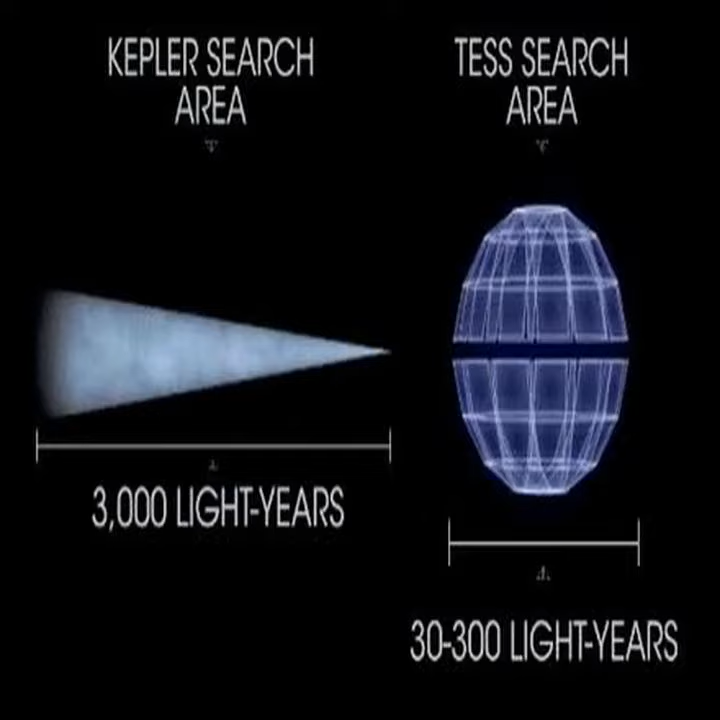 KEPLER SEARCH
AREA
TESS SEARCH
AREA
3,000 LIGHT-YEARS
30-300 LIGHT-YEARS